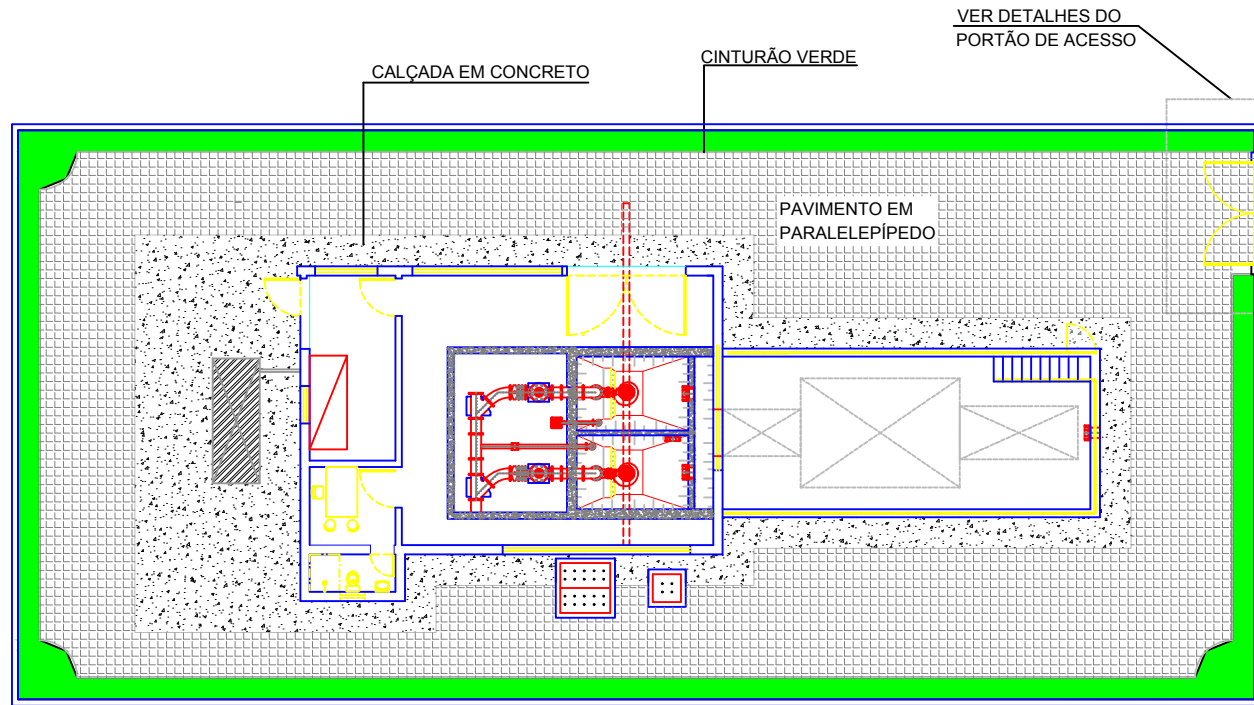 VER DETALHES DO
PORTÃO DE ACESSO
CINTURÃO VERDE
CALÇADA EM CONCRETO
PAVIMENTO EM
PARALELEPÍPEDO